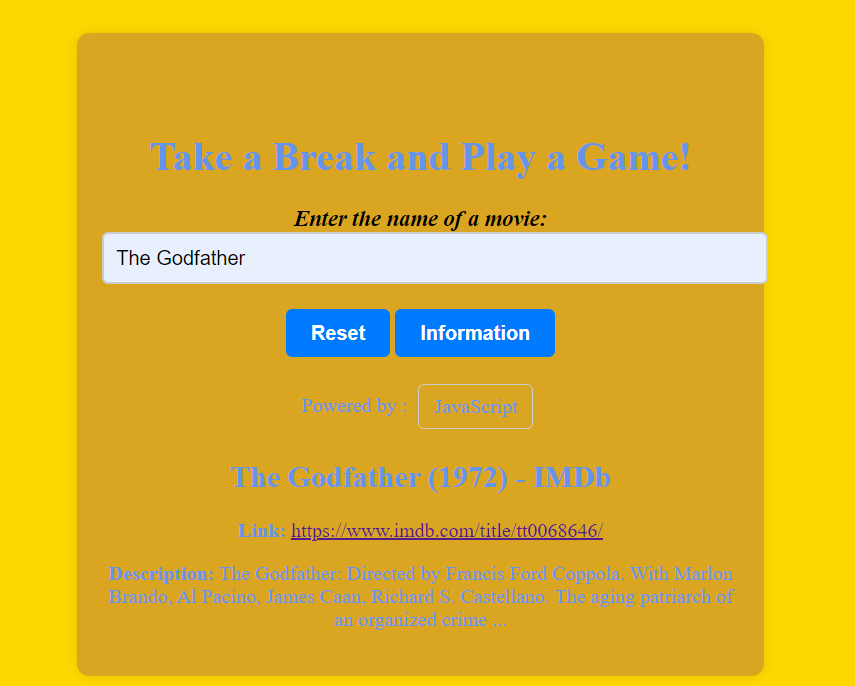 Take a Break and Play a Game!
Enter the name of a movie:
The Godfather
Reset Information
Powered by : JavaScript
The Godfather (1972) - IMDb
Link: https://www.imdb.com/title/tt0068646/
Description: The Godfather: Directed by Francis Ford Coppola. With Marlon
Brando, Al Pacino, James Caan, Richard S. Castellano. The aging patriarch of
an organized crime ...